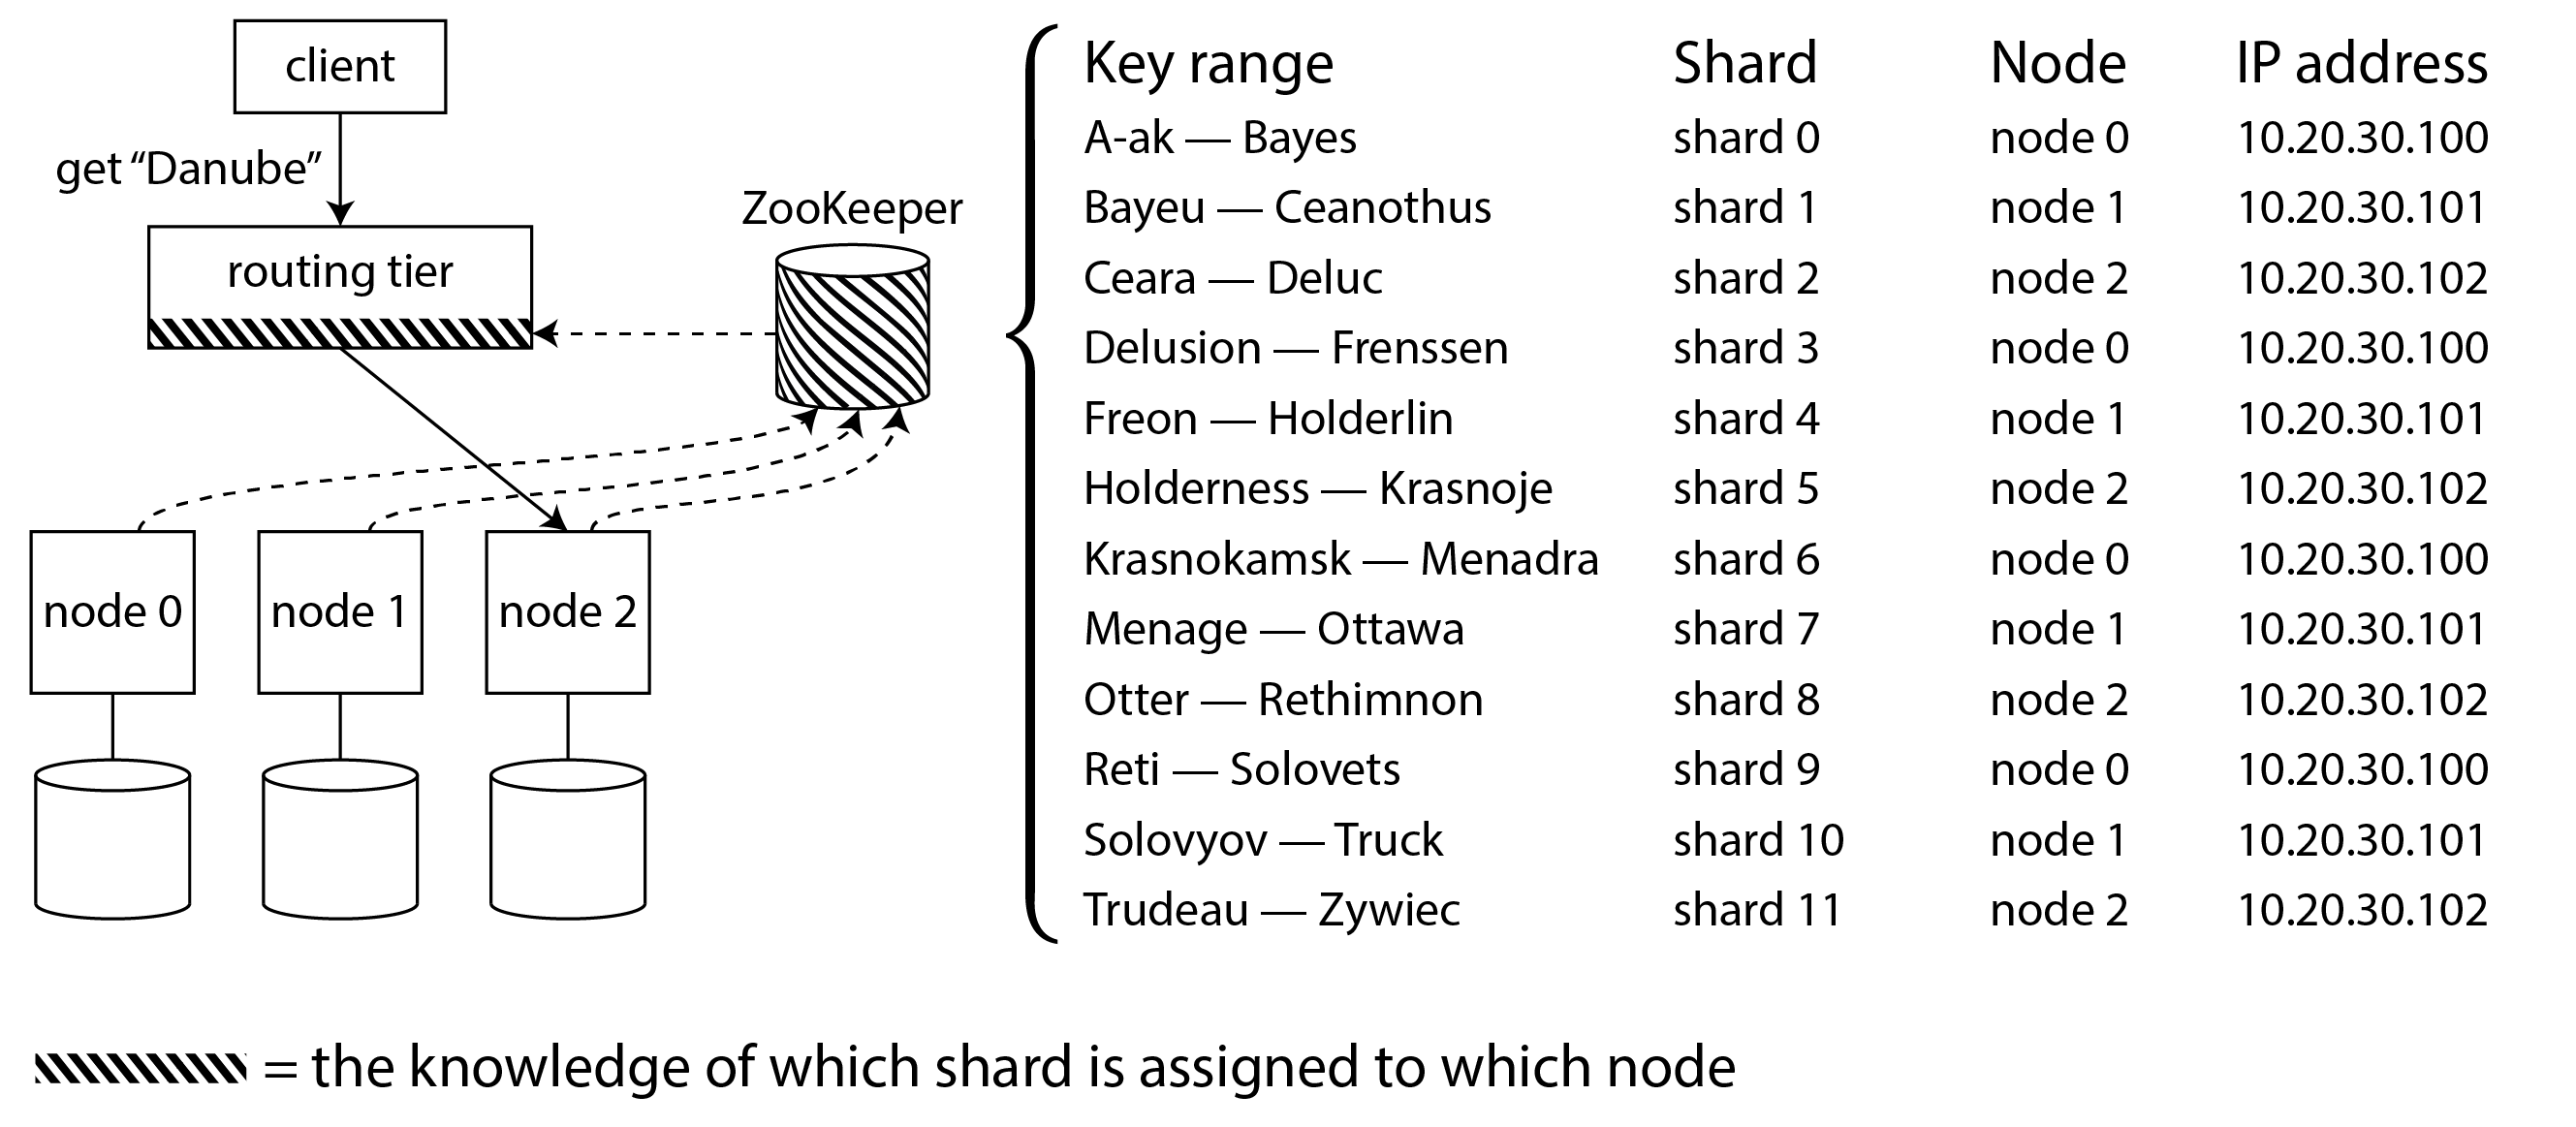 client
get “Danube”
routing tier
ZooKeeper
node 0
node 1
node 2
Key range Shard Node IP address
A-ak — Bayes shard 0 node 0 10.20.30.100
Bayeu — Ceanothus shard 1 node 1 10.20.30.101
Ceara — Deluc shard 2 node 2 10.20.30.102
Delusion — Frenssen shard 3 node 0 10.20.30.100
Freon — Holderlin shard 4 node 1 10.20.30.101
Holderness — Krasnoje shard 5 node 2 10.20.30.102
Krasnokamsk — Menadra shard 6 node 0 10.20.30.100
Menage — Ottawa shard 7 node 1 10.20.30.101
Otter — Rethimnon shard 8 node 2 10.20.30.102
Reti — Solovets shard 9 node 0 10.20.30.100
Solovyov — Truck shard 10 node 1 10.20.30.101
Trudeau — Zywiec shard 11 node 2 10.20.30.102
= the knowledge of which shard is assigned to which node